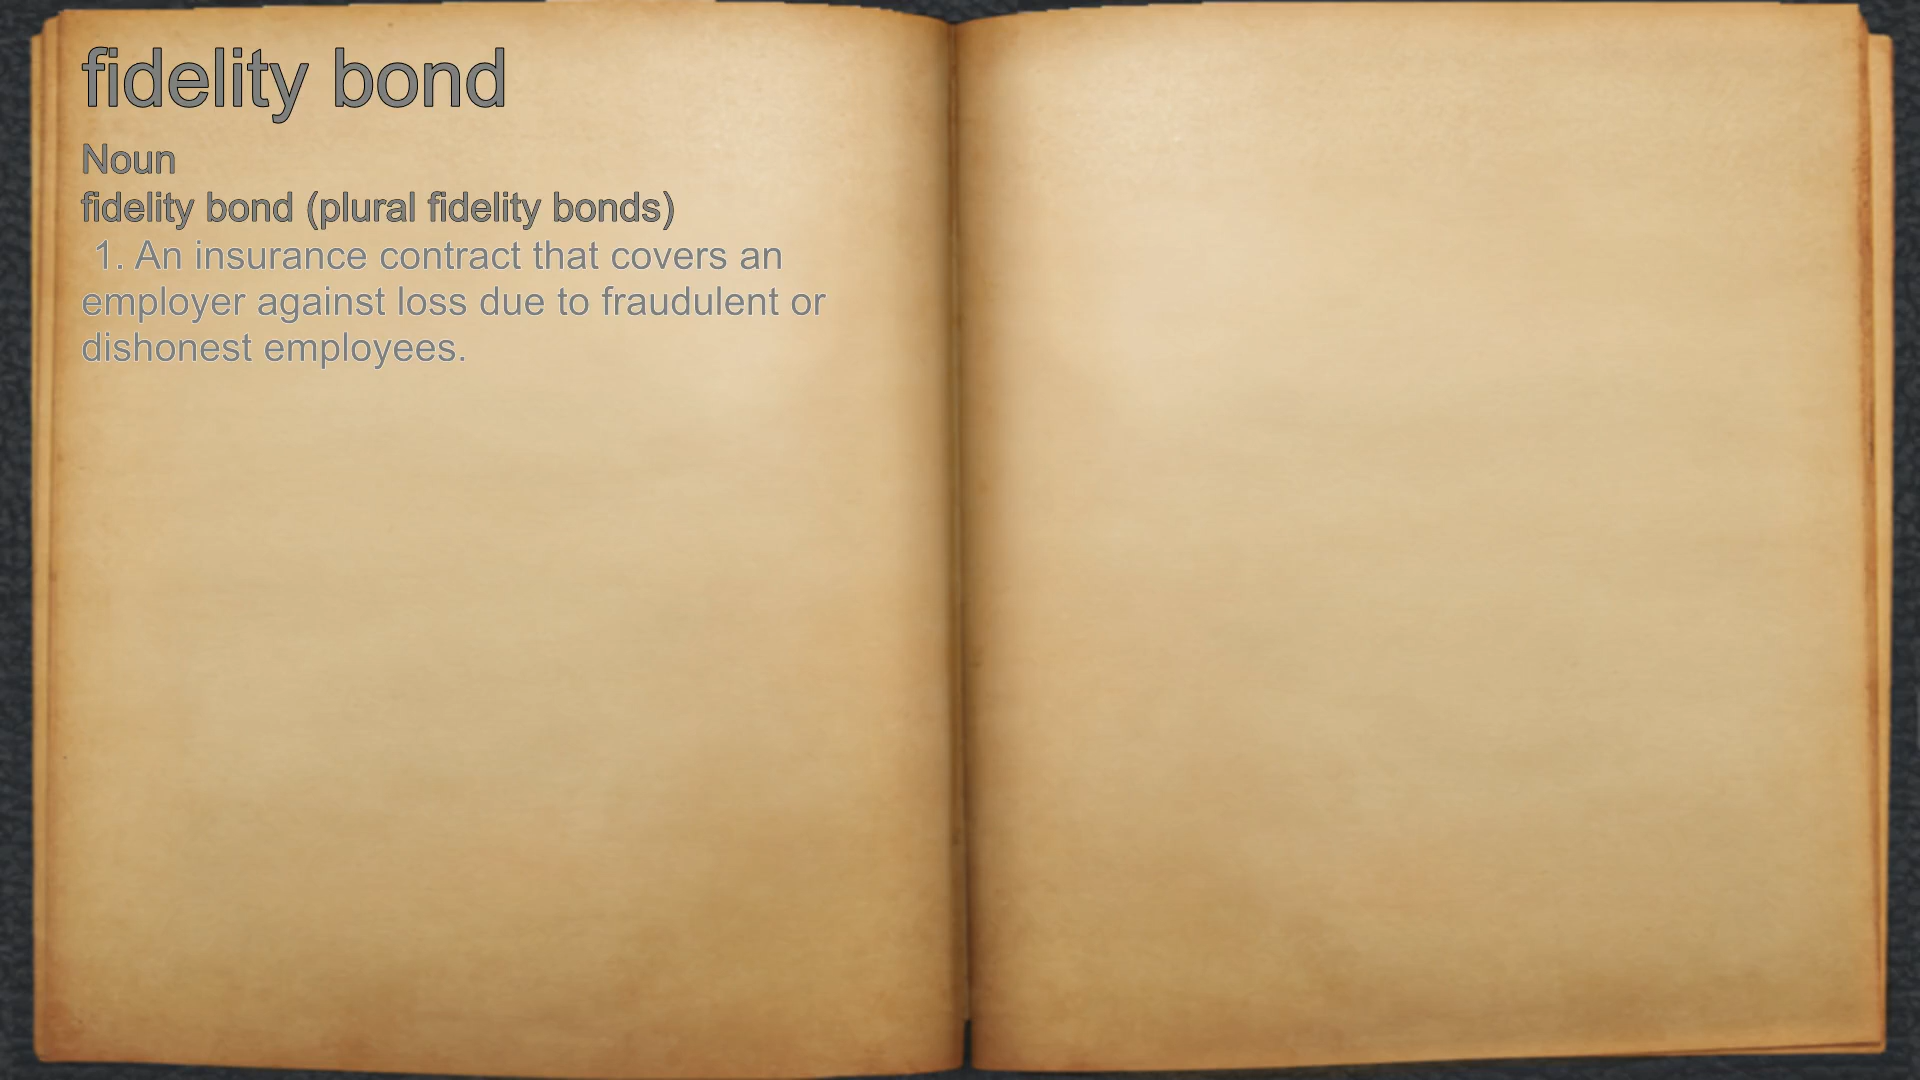 fidelity bond
Noun
fidelity bond (plural fidelity bonds)
1. An insurance contract that covers an
employer against loss due to fraudulent or
dishonest employees.